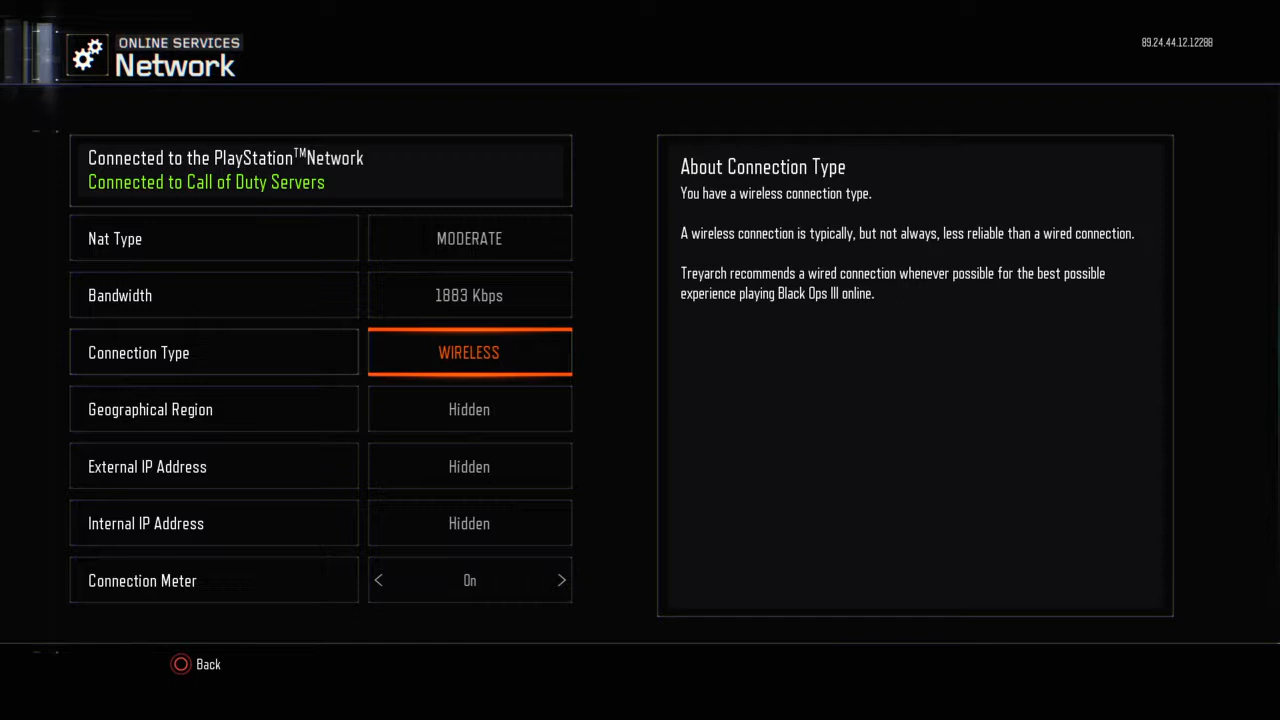 ONLINE SERVICES
Network
89.24.44.12.12288
Connected to the PlayStation™Network
Connected to Call of Duty Servers
Nat Type
MODERATE
Bandwidth
1883 Kbps
Connection Type
WIRELESS
Geographical Region
Hidden
External IP Address
Hidden
Internal IP Address
Hidden
Connection Meter
< On >
About Connection Type
You have a wireless connection type.
A wireless connection is typically, but not always, less reliable than a wired connection.
Treyarch recommends a wired connection whenever possible for the best possible
experience playing Black Ops III online.
Back